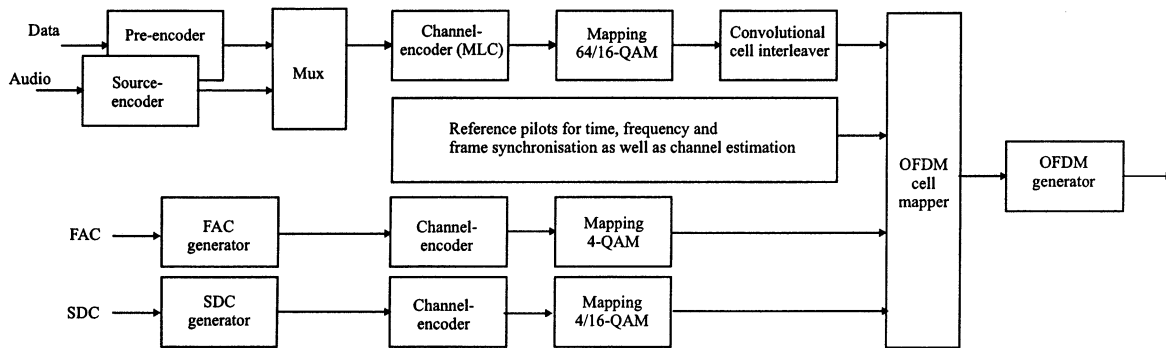 Data
Pre-encoder
Audio
Source-
encoder
Mux
Channel-
encoder (MLC)
Mapping
64/16-QAM
Convolutional
cell interleaver
Reference pilots for time, frequency and
frame synchronisation as well as channel estimation
OFDM
cell
mapper
OFDM
generator
FAC
FAC
generator
Channel-
encoder
Mapping
4-QAM
SDC
SDC
generator
Channel-
encoder
Mapping
4/16-QAM